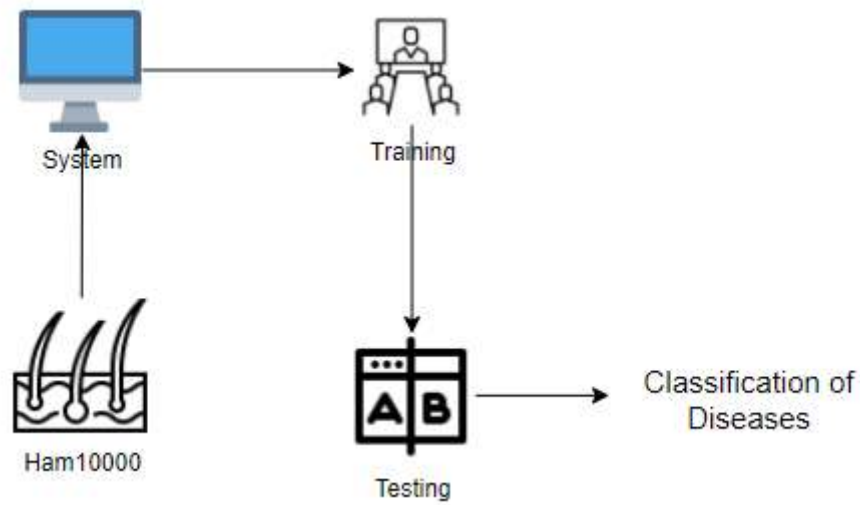 System
Training
Ham10000
A B
Testing
Classification of
Diseases